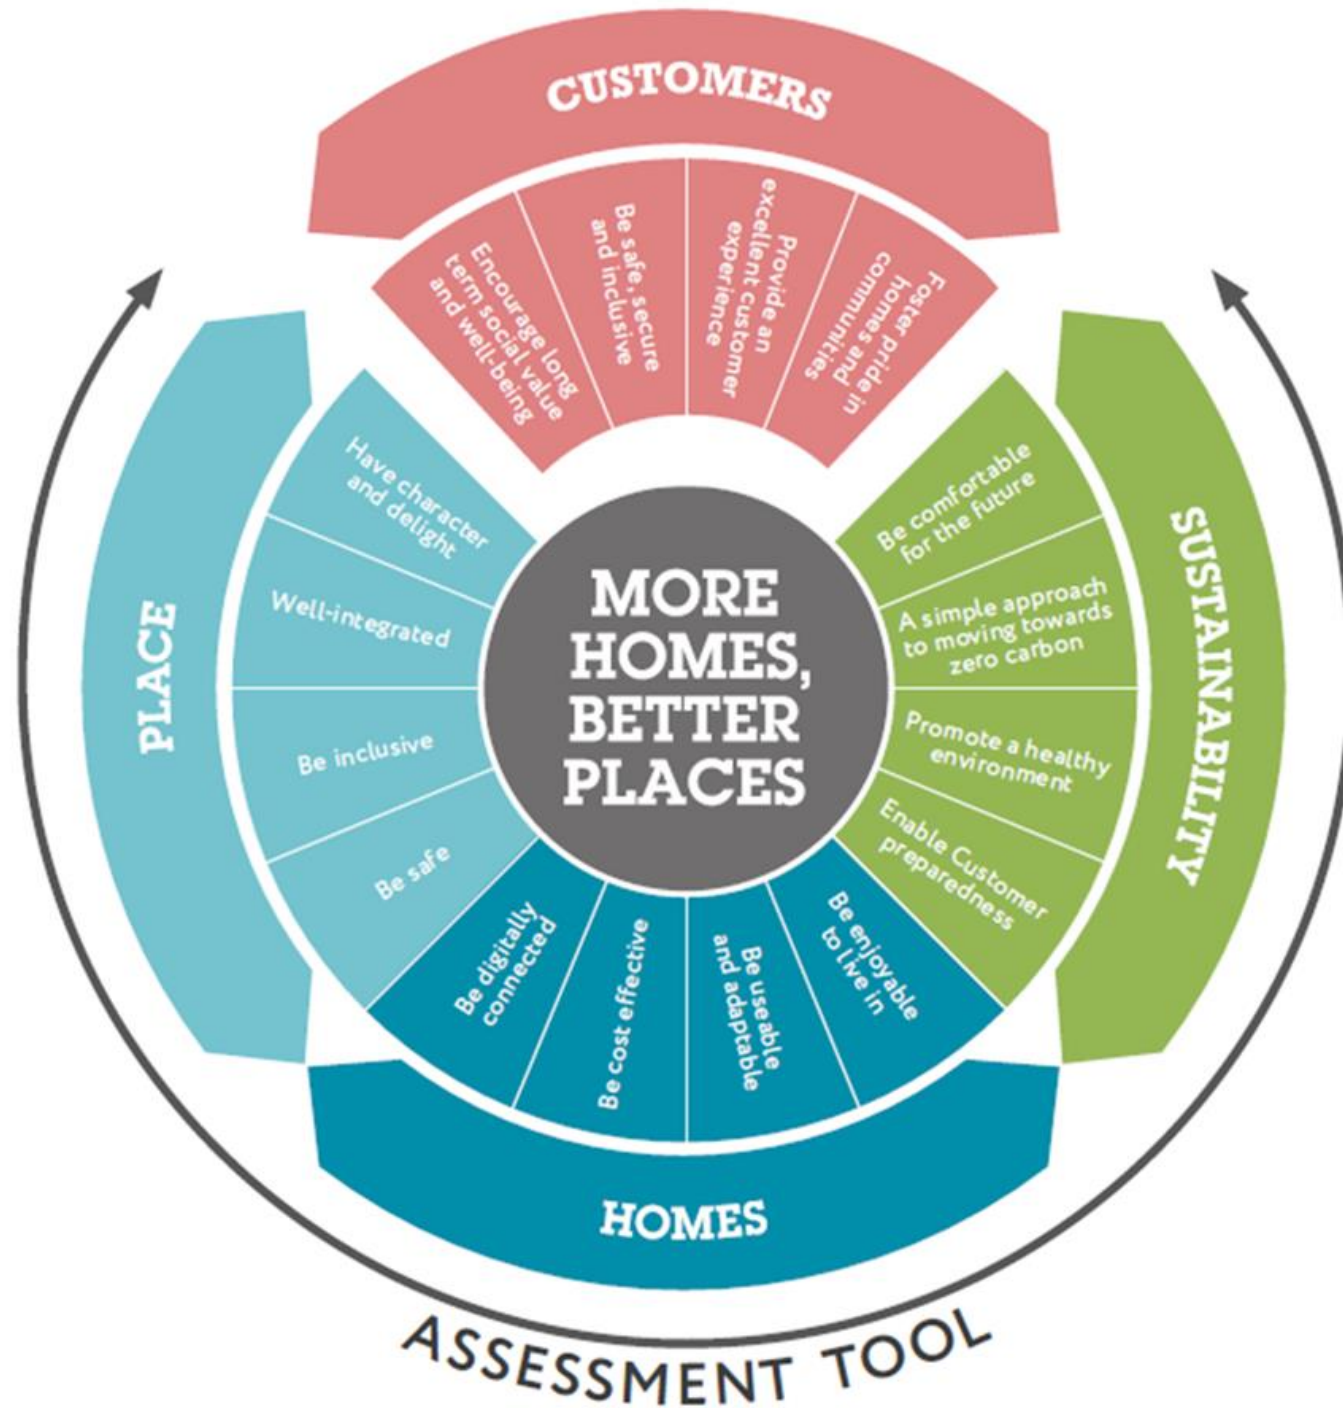 CUSTOMERS
Encourage long
term social value
and well-being
Be safe, secure
and inclusive
Provide an
excellent customer
experience
Foster pride in
homes and
communities
PLACE
Have character
and delight
Well-integrated
Be inclusive
Be safe
MORE
HOMES,
BETTER
PLACES
SUSTAINABILITY
Be comfortable
for the future
A simple approach
to moving towards
zero carbon
Promote a healthy
environment
Enable Customer
preparedness
Be digitally
connected
Be cost effective
Be useable
and adaptable
Be enjoyable
to live in
HOMES
ASSESSMENT TOOL